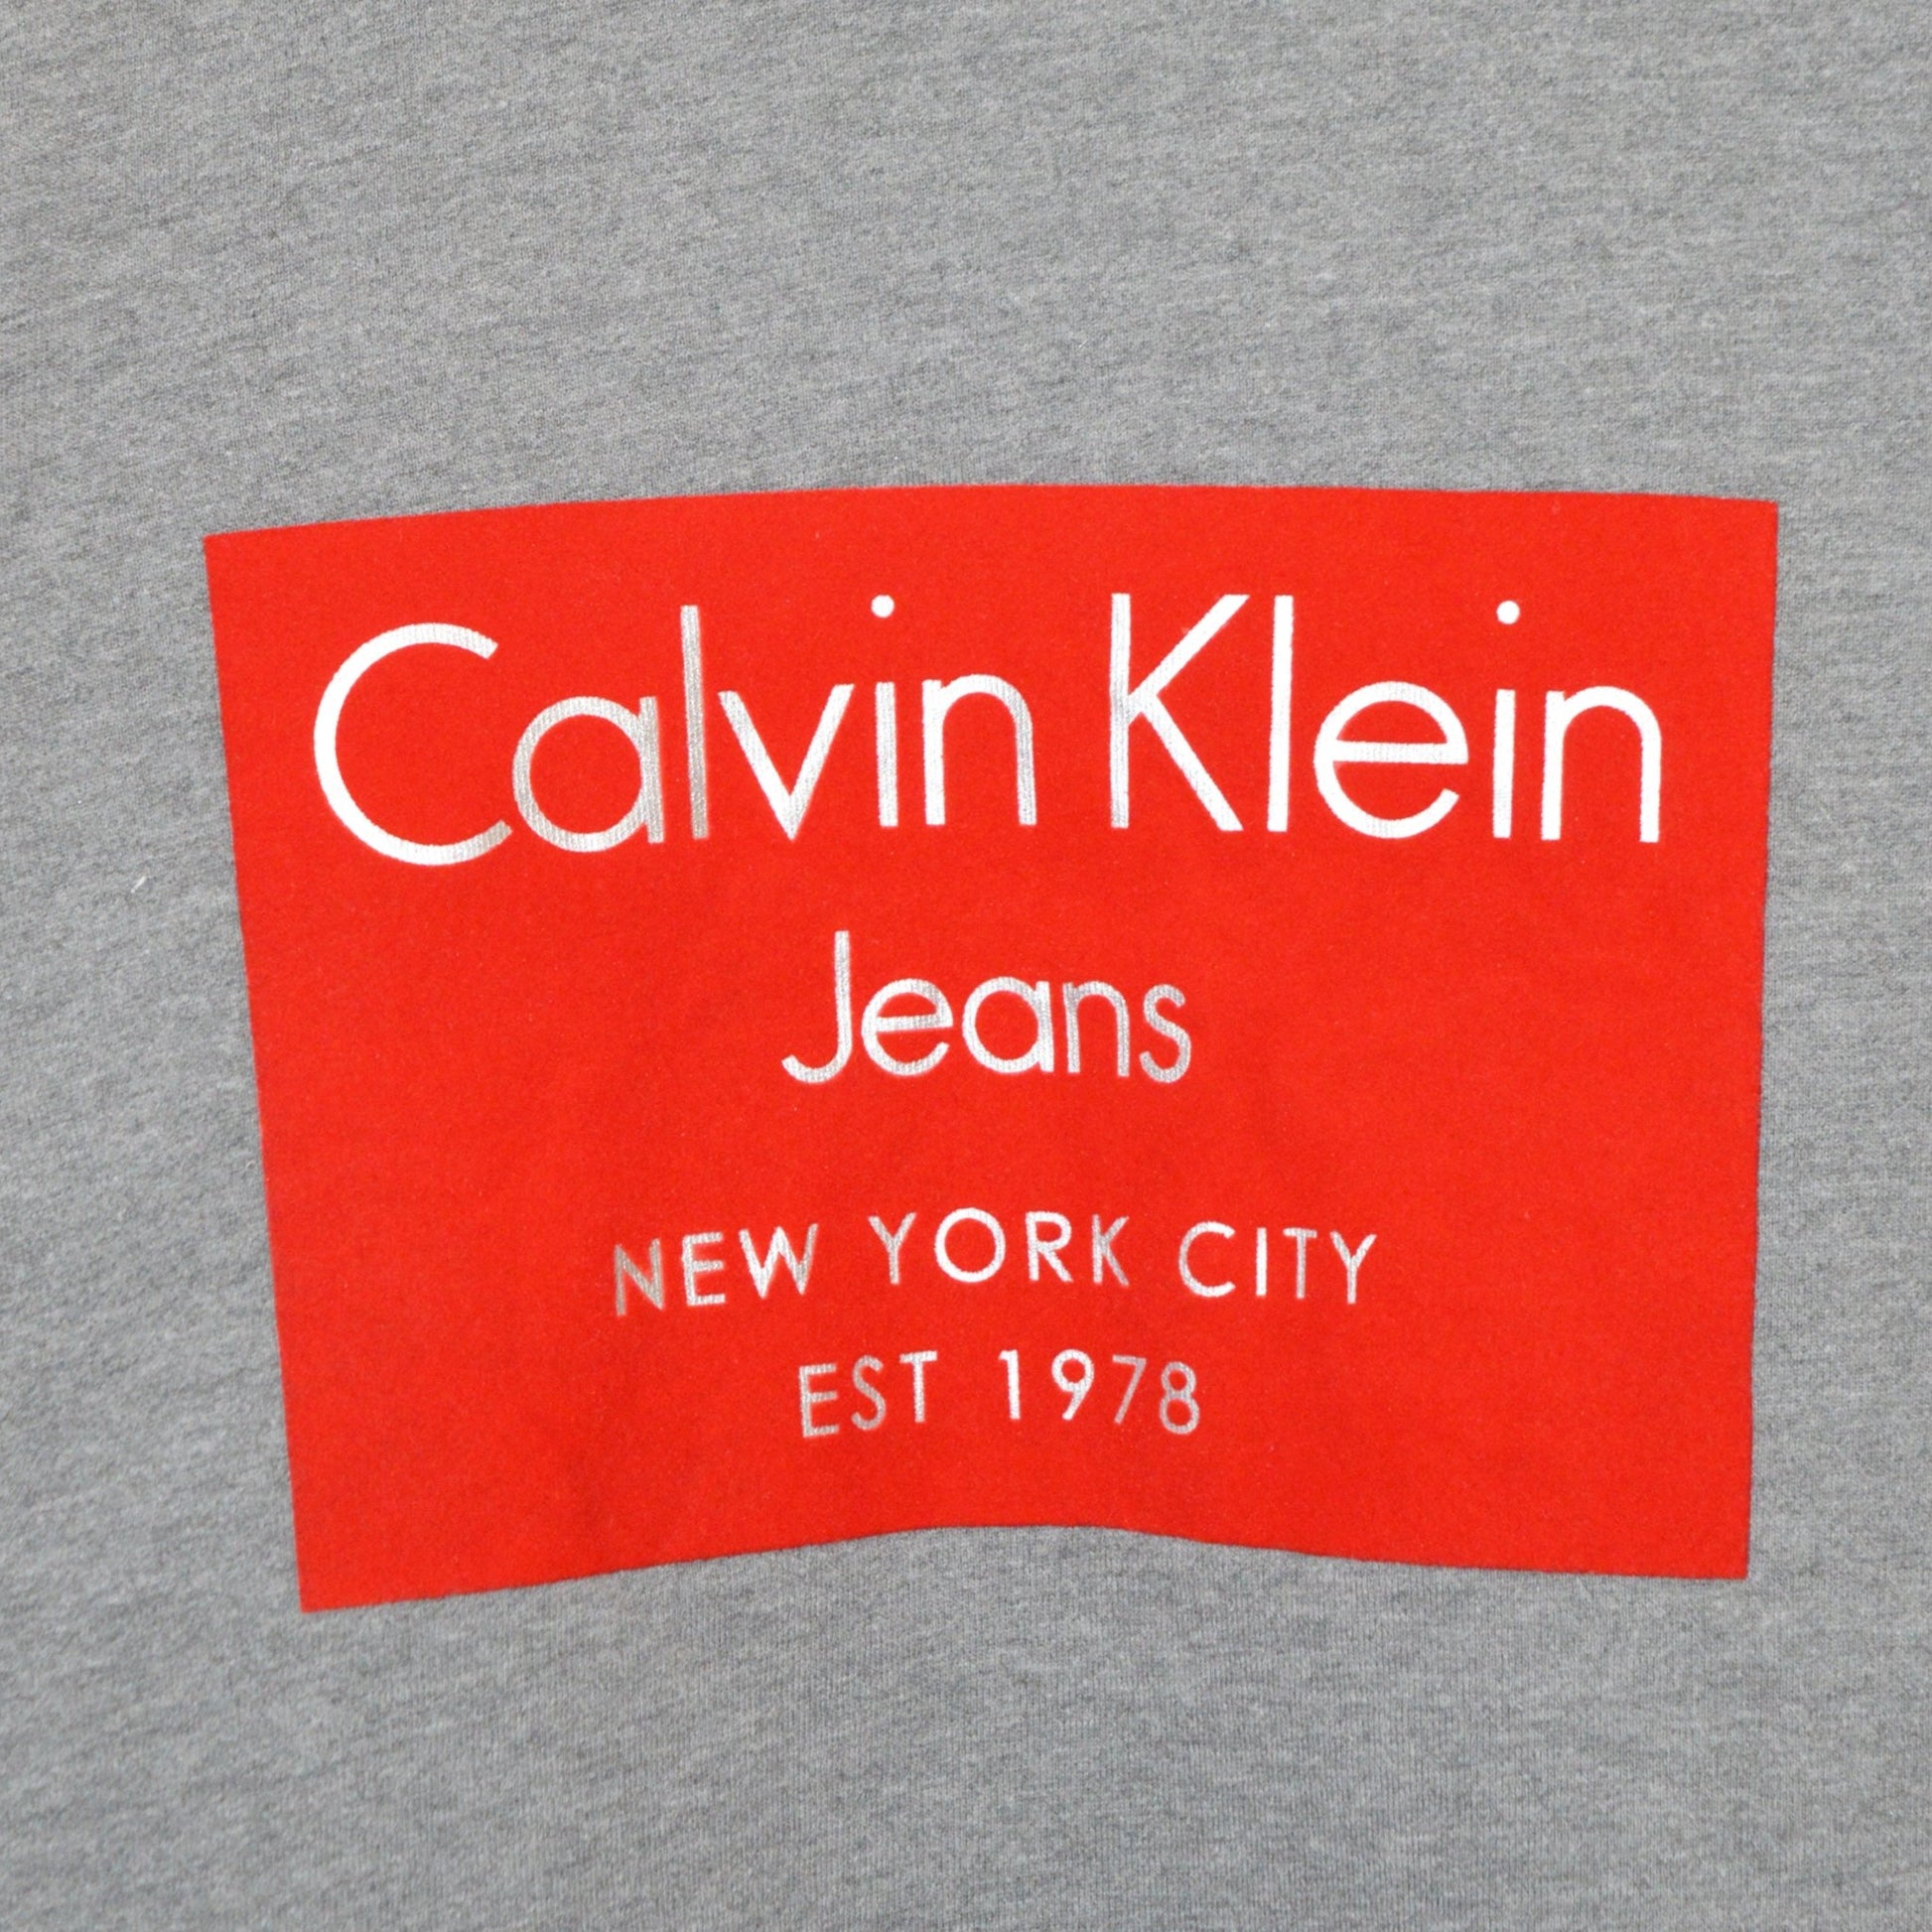 Calvin Klein
Jeans
NEW YORK CITY
EST 1978